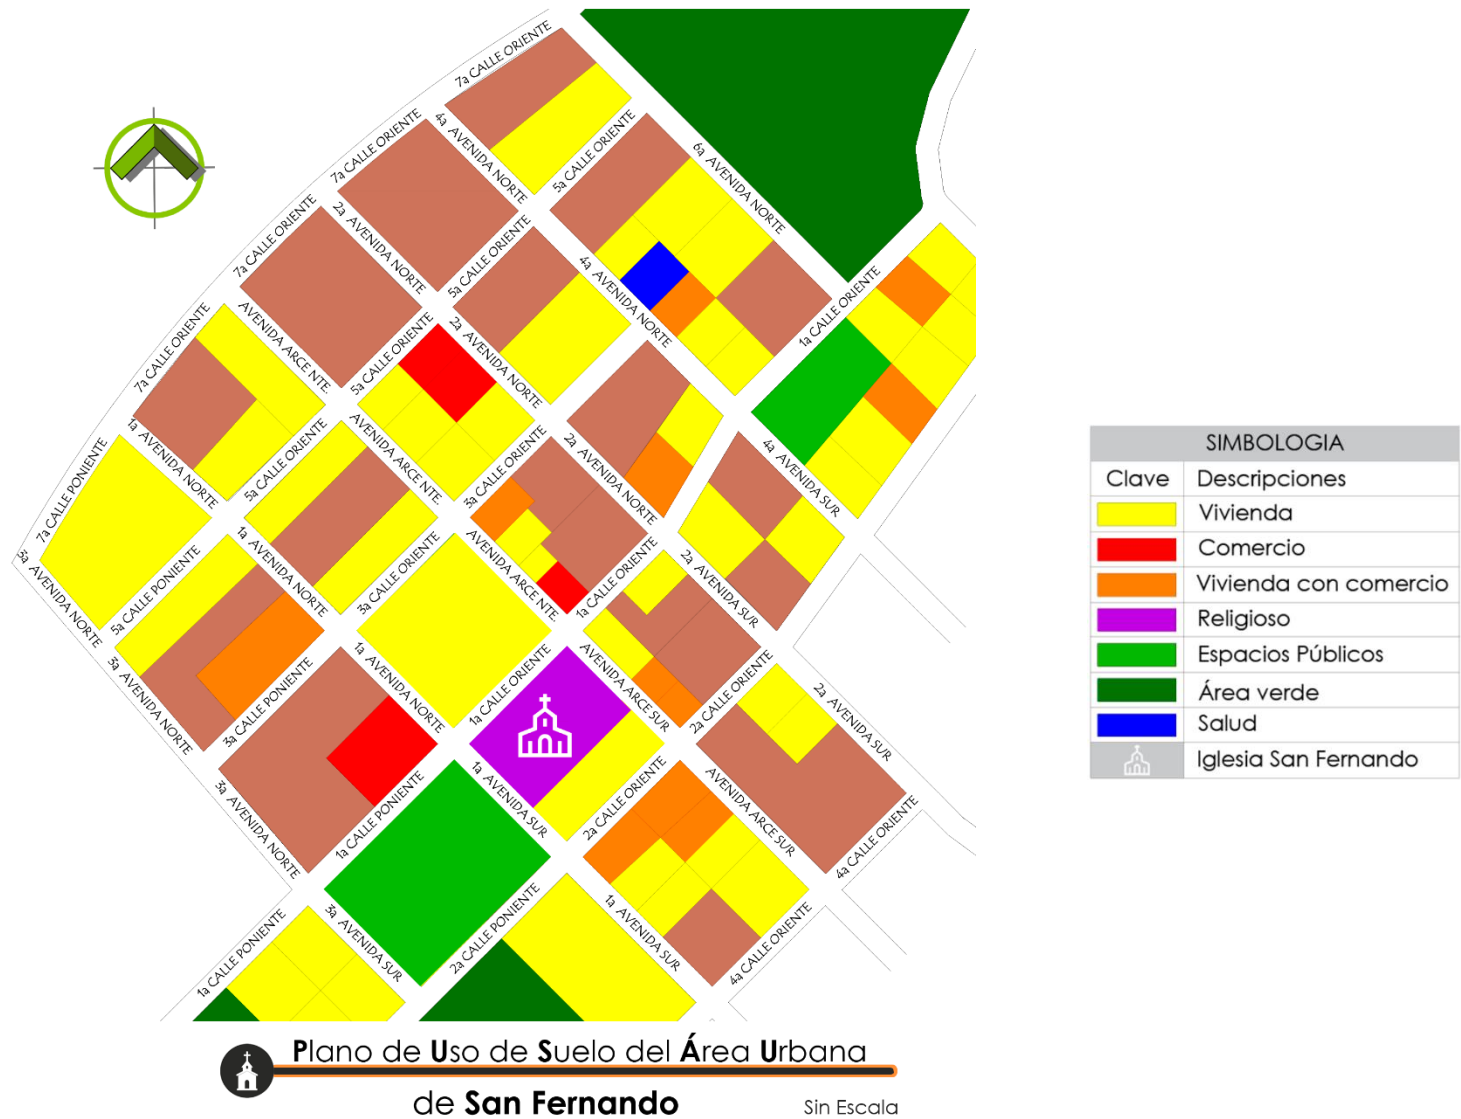 7a CALLE ORIENTE
4a AVENIDA NORTE
7a CALLE ORIENTE
5a CALLE ORIENTE
6a AVENIDA NORTE
2a AVENIDA NORTE
7a CALLE ORIENTE
5a CALLE ORIENTE
4a AVENIDA NORTE
1a CALLE ORIENTE
AVENIDA ARCE NTE.
7a CALLE ORIENTE
5a CALLE ORIENTE
2a AVENIDA NORTE
1a AVENIDA NORTE
5a CALLE ORIENTE
AVENIDA ARCE NTE.
3a CALLE ORIENTE
2a AVENIDA NORTE
4a AVENIDA SUR
7a CALLE PONIENTE
3a AVENIDA NORTE
5a CALLE PONIENTE
1a AVENIDA NORTE
3a CALLE ORIENTE
AVENIDA ARCE NTE.
1a CALLE ORIENTE
2a AVENIDA SUR
3a AVENIDA NORTE
3a CALLE PONIENTE
1a AVENIDA NORTE
1a CALLE ORIENTE
AVENIDA ARCE SUR
2a CALLE ORIENTE
2a AVENIDA SUR
3a AVENIDA NORTE
1a CALLE PONIENTE
1a AVENIDA SUR
2a CALLE ORIENTE
AVENIDA ARCE SUR
4a CALLE ORIENTE
1a CALLE PONIENTE
3a AVENIDA SUR
2a CALLE PONIENTE
1a AVENIDA SUR
4a CALLE ORIENTE
SIMBOLOGIA
Clave Descripciones
Vivienda
Comercio
Vivienda con comercio
Religioso
Espacios Públicos
Área verde
Salud
Iglesia San Fernando
Plano de Uso de Suelo del Área Urbana
de San Fernando
Sin Escala